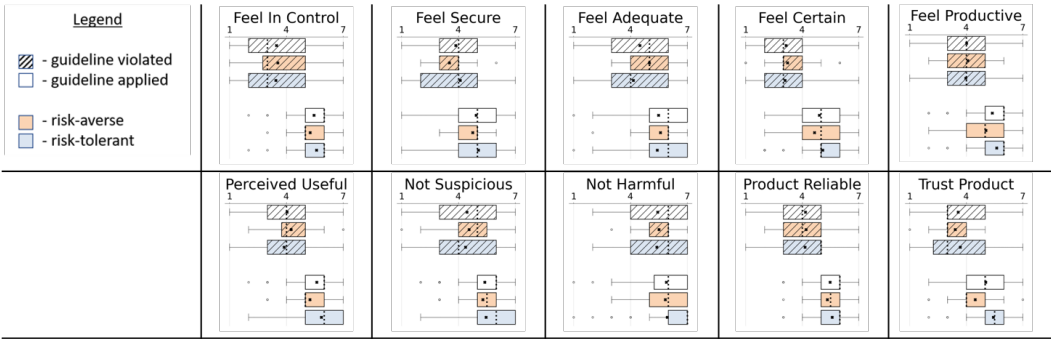 Legend
- guideline violated
- guideline applied
- risk-averse
- risk-tolerant
Feel In Control
1 4 7
Feel Secure
1 4 7
Feel Adequate
1 4 7
Feel Certain
1 4 7
Feel Productive
1 4 7
Perceived Useful
1 4 7
Not Suspicious
1 4 7
Not Harmful
1 4 7
Product Reliable
1 4 7
Trust Product
1 4 7